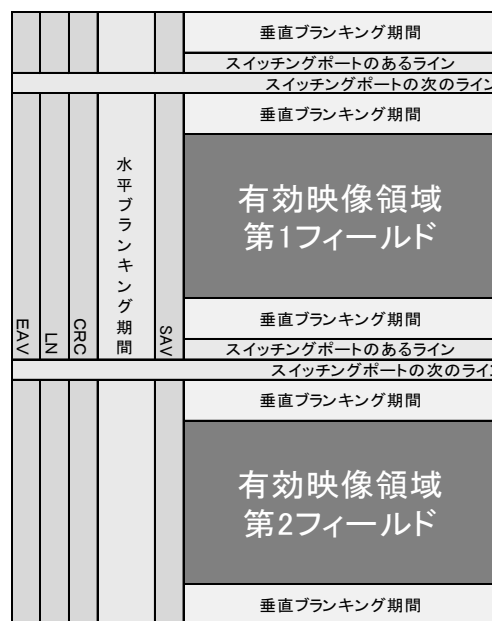 垂直ブランキング期間
スイッチングポートのあるライン
スイッチングポートの次のライン
垂直ブランキング期間
有効映像領域
第1フィールド
垂直ブランキング期間
スイッチングポートのあるライン
EAV
LN
CRC
水平ブランキング期間
SAV
スイッチングポートの次のライ
垂直ブランキング期間
有効映像領域
第2フィールド
垂直ブランキング期間